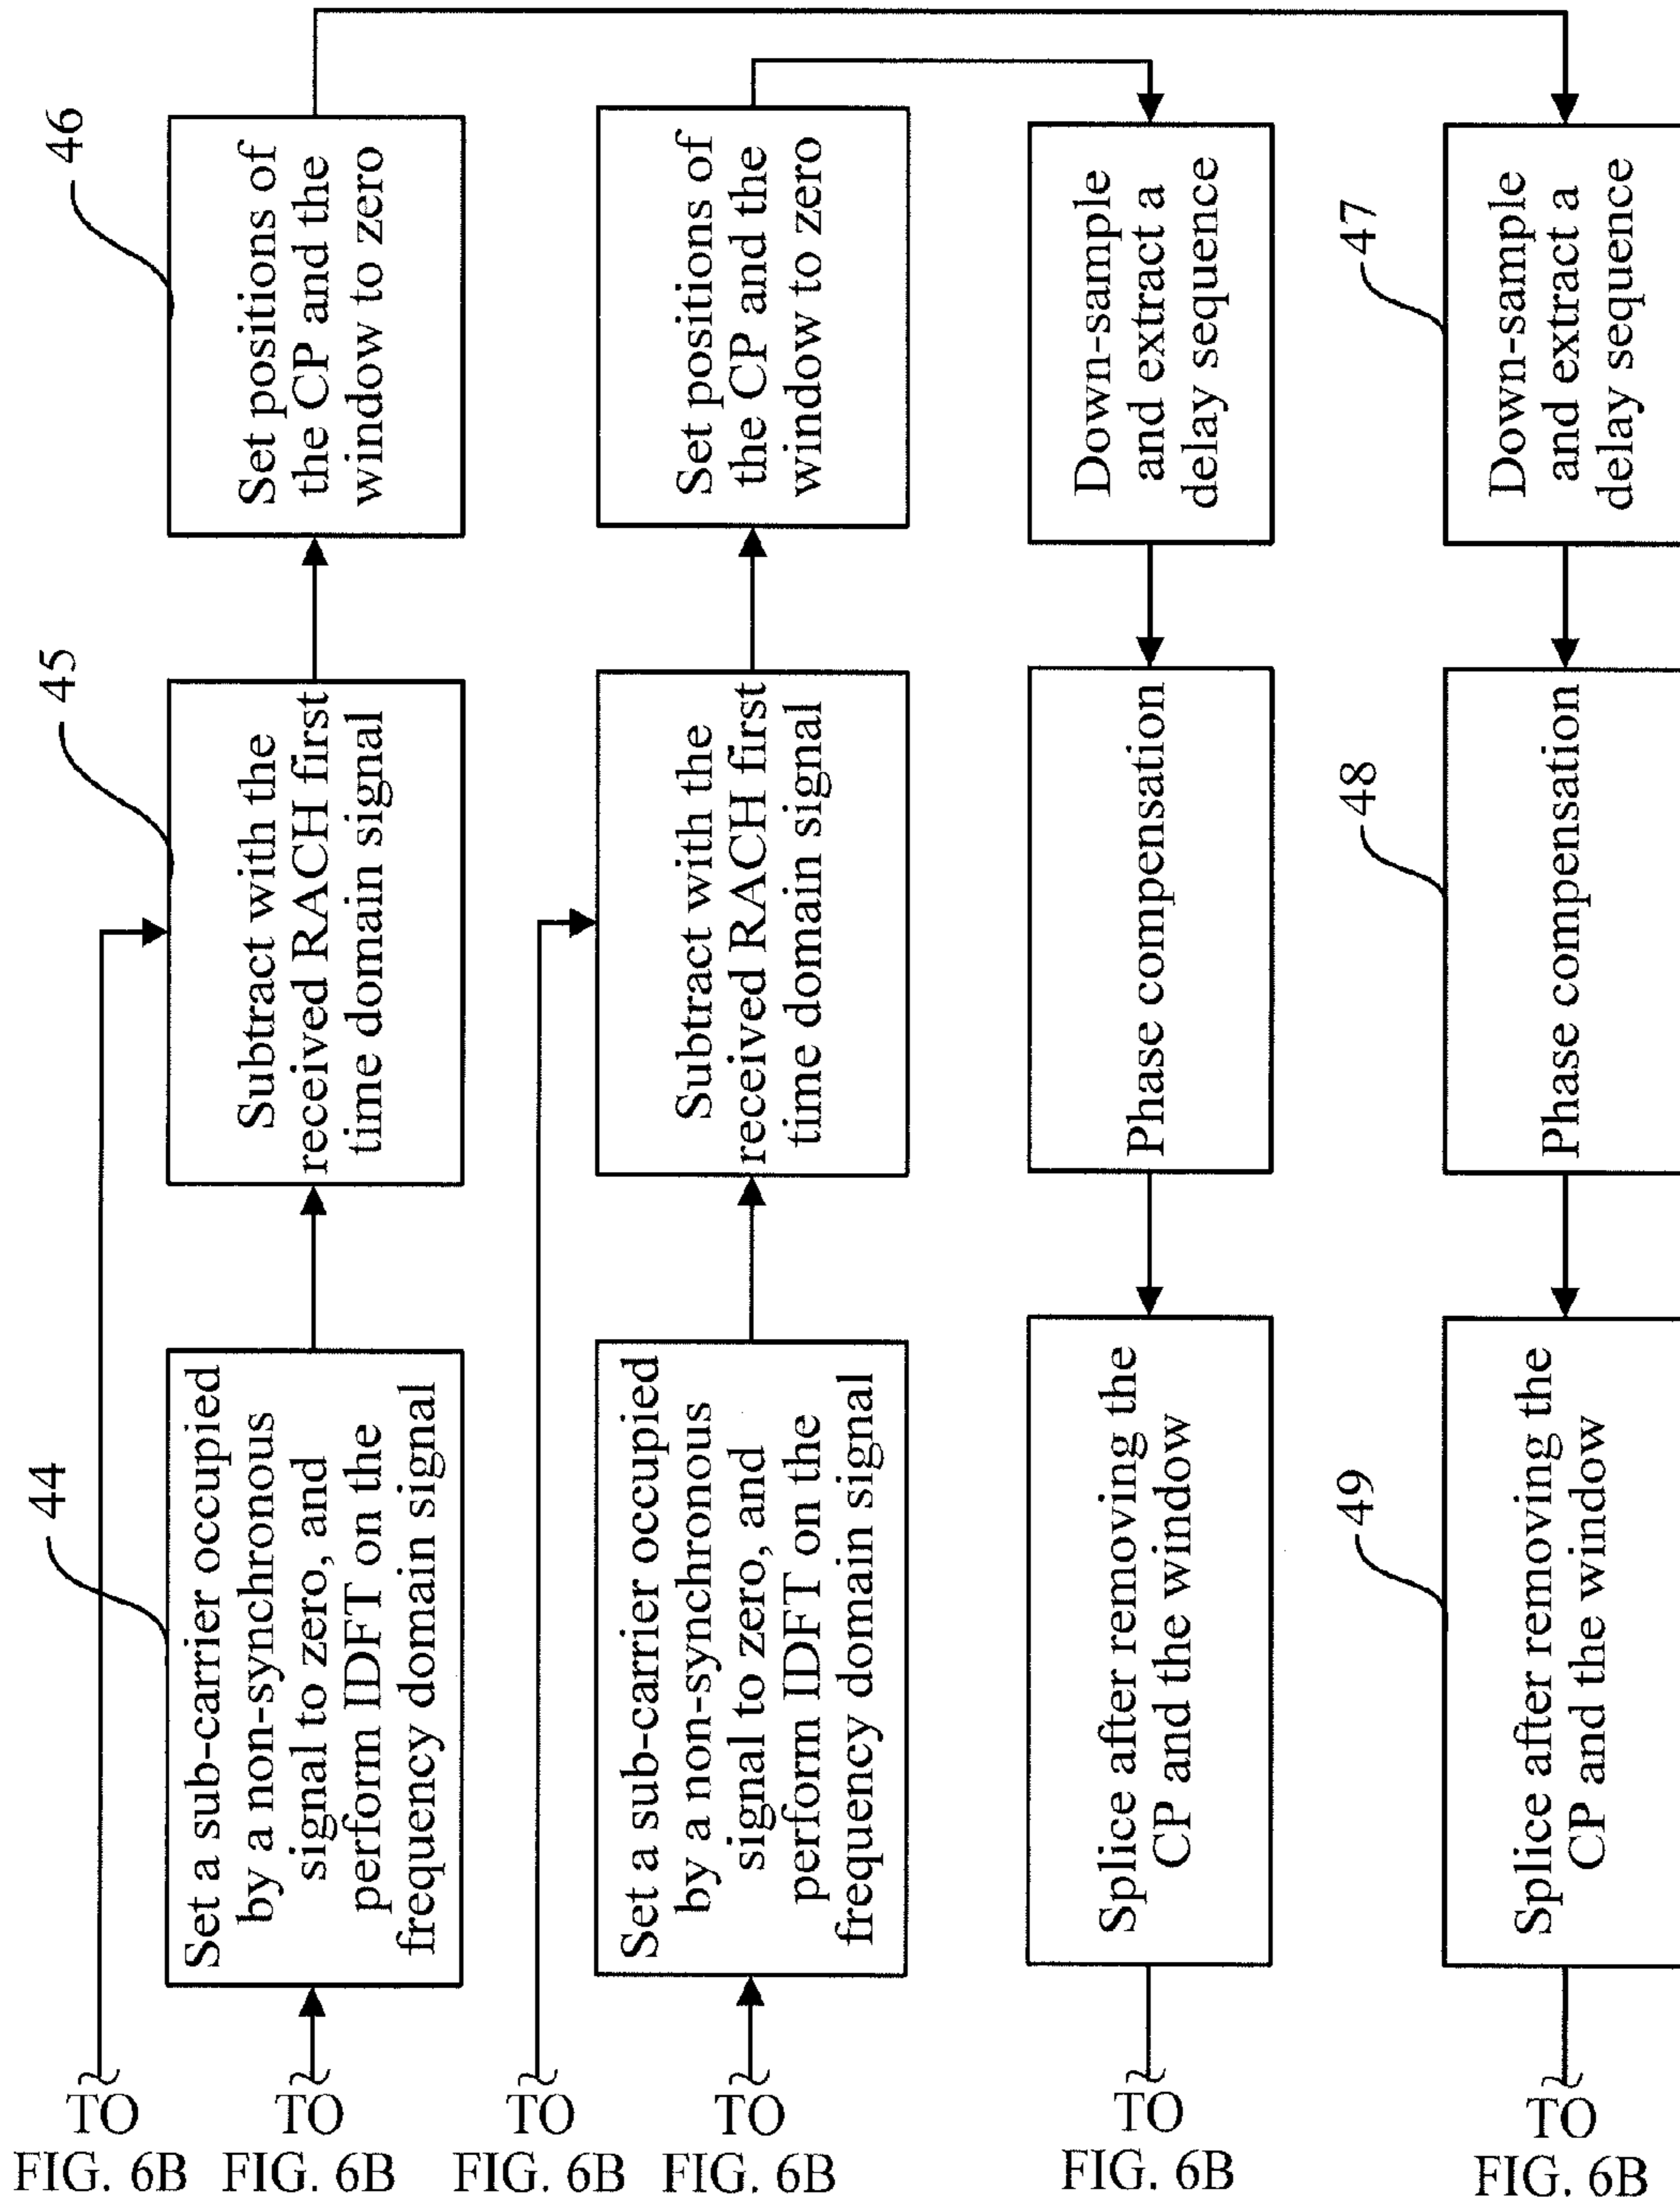 46
Set positions of
the CP and the
window to zero
45
Subtract with the
received RACH first
time domain signal
44
Set a sub-carrier occupied
by a non-synchronous
signal to zero, and
perform IDFT on the
frequency domain signal
TO
FIG. 6B
TO
FIG. 6B
Set positions of
the CP and the
window to zero
Subtract with the
received RACH first
time domain signal
Set a sub-carrier occupied
by a non-synchronous
signal to zero, and
perform IDFT on the
frequency domain signal
TO
FIG. 6B
TO
FIG. 6B
Down-sample
and extract a
delay sequence
Phase compensation
Splice after removing the
CP and the window
TO
FIG. 6B
47
Down-sample
and extract a
delay sequence
48
Phase compensation
49
Splice after removing the
CP and the window
TO
FIG. 6B